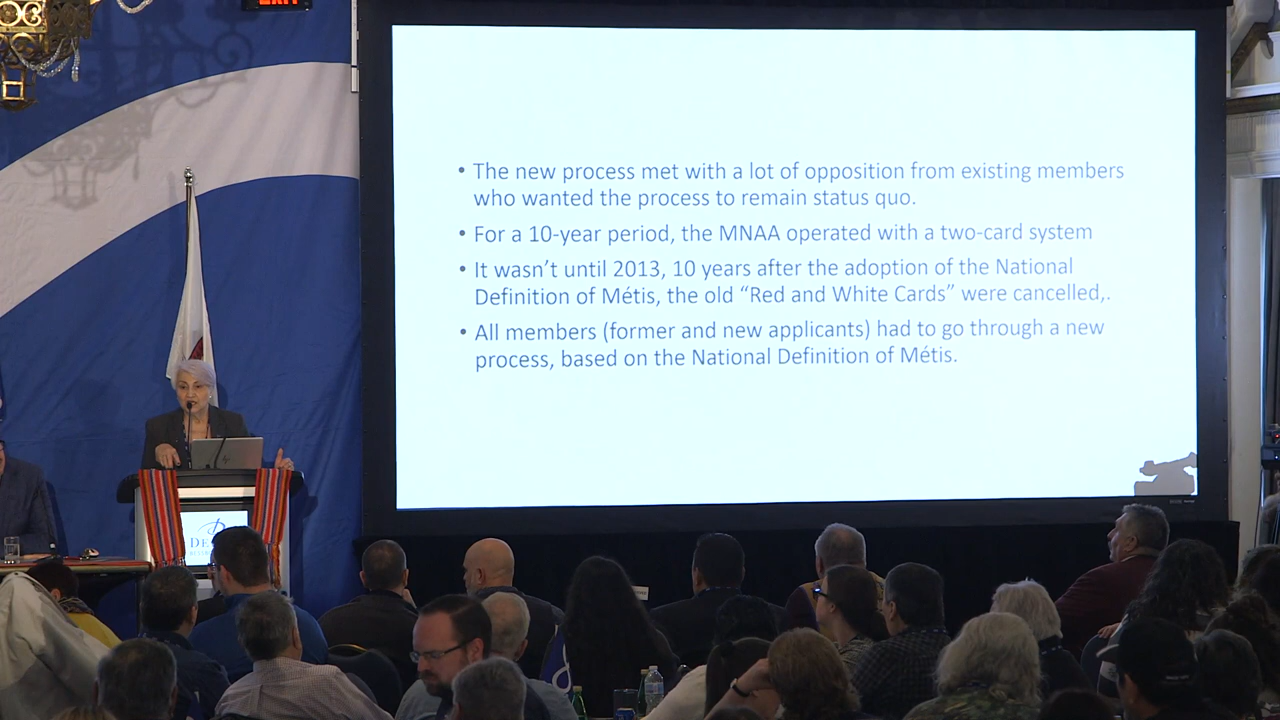 EXIT
• The new process met with a lot of opposition from existing members
who wanted the process to remain status quo.
• For a 10-year period, the MNAA operated with a two-card system
• It wasn't until 2013, 10 years after the adoption of the National
Definition of Métis, the old “Red and White Cards” were cancelled,.
• All members (former and new applicants) had to go through a new
process, based on the National Definition of Métis.